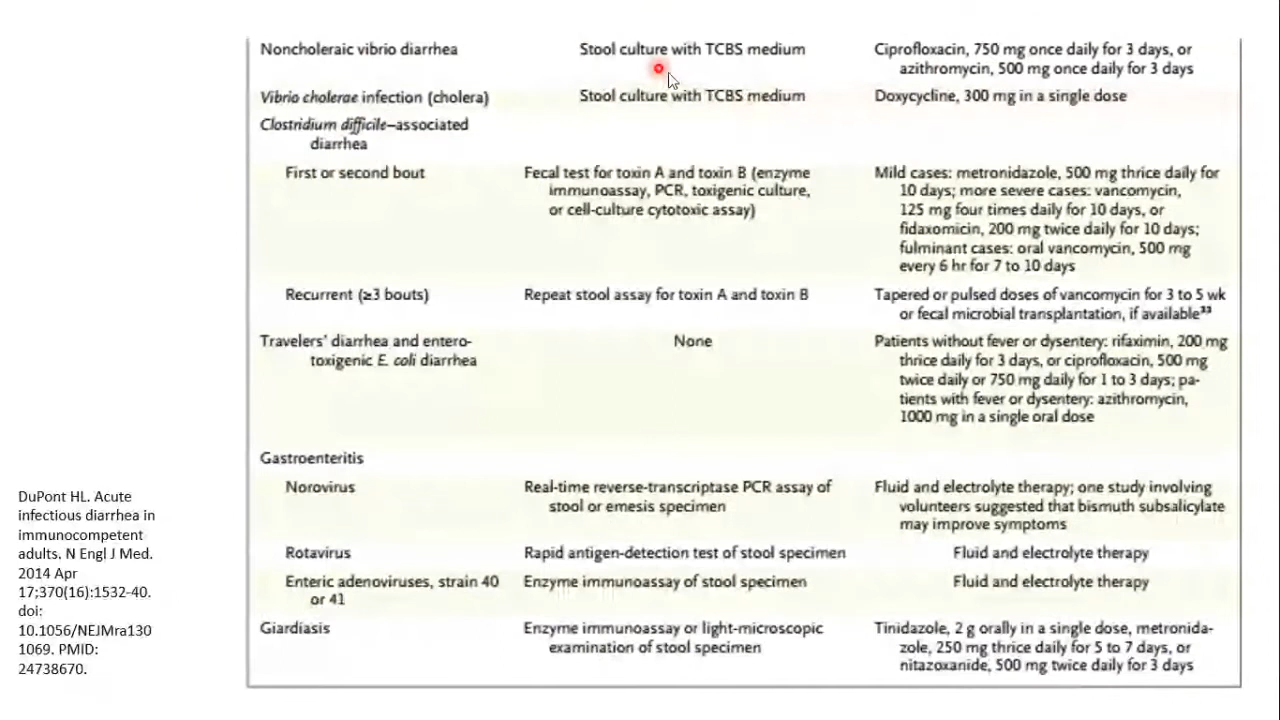 Noncholeraic vibrio diarrhea
Stool culture with TCBS medium
Ciprofloxacin, 750 mg once daily for 3 days, or
azithromycin, 500 mg once daily for 3 days
Vibrio cholerae infection (cholera)
Stool culture with TCBS medium
Doxycycline, 300 mg in a single dose
Clostridium difficile–associated
diarrhea
First or second bout
Fecal test for toxin A and toxin B (enzyme
immunoassay, PCR, toxigenic culture,
or cell-culture cytotoxic assay)
Mild cases: metronidazole, 500 mg thrice daily for
10 days; more severe cases: vancomycin,
125 mg four times daily for 10 days, or
fidaxomicin, 200 mg twice daily for 10 days;
fulminant cases: oral vancomycin, 500 mg
every 6 hr for 7 to 10 days
Recurrent (≥3 bouts)
Repeat stool assay for toxin A and toxin B
Tapered or pulsed doses of vancomycin for 3 to 5 wk
or fecal microbial transplantation, if available³³
Travelers' diarrhea and entero-
toxigenic E. coli diarrhea
None
Patients without fever or dysentery: rifaximin, 200 mg
thrice daily for 3 days, or ciprofloxacin, 500 mg
twice daily or 750 mg daily for 1 to 3 days; pa-
tients with fever or dysentery: azithromycin,
1000 mg in a single oral dose
Gastroenteritis
Norovirus
Real-time reverse-transcriptase PCR assay of
stool or emesis specimen
Fluid and electrolyte therapy; one study involving
volunteers suggested that bismuth subsalicylate
may improve symptoms
Rotavirus
Rapid antigen-detection test of stool specimen
Fluid and electrolyte therapy
Enteric adenoviruses, strain 40
or 41
Enzyme immunoassay of stool specimen
Fluid and electrolyte therapy
Giardiasis
Enzyme immunoassay or light-microscopic
examination of stool specimen
Tinidazole, 2 g orally in a single dose, metronida-
zole, 250 mg thrice daily for 5 to 7 days, or
nitazoxanide, 500 mg twice daily for 3 days
DuPont HL. Acute
infectious diarrhea in
immunocompetent
adults. N Engl J Med.
2014 Apr
17;370(16):1532-40.
doi:
10.1056/NEJMra130
1069. PMID:
24738670.